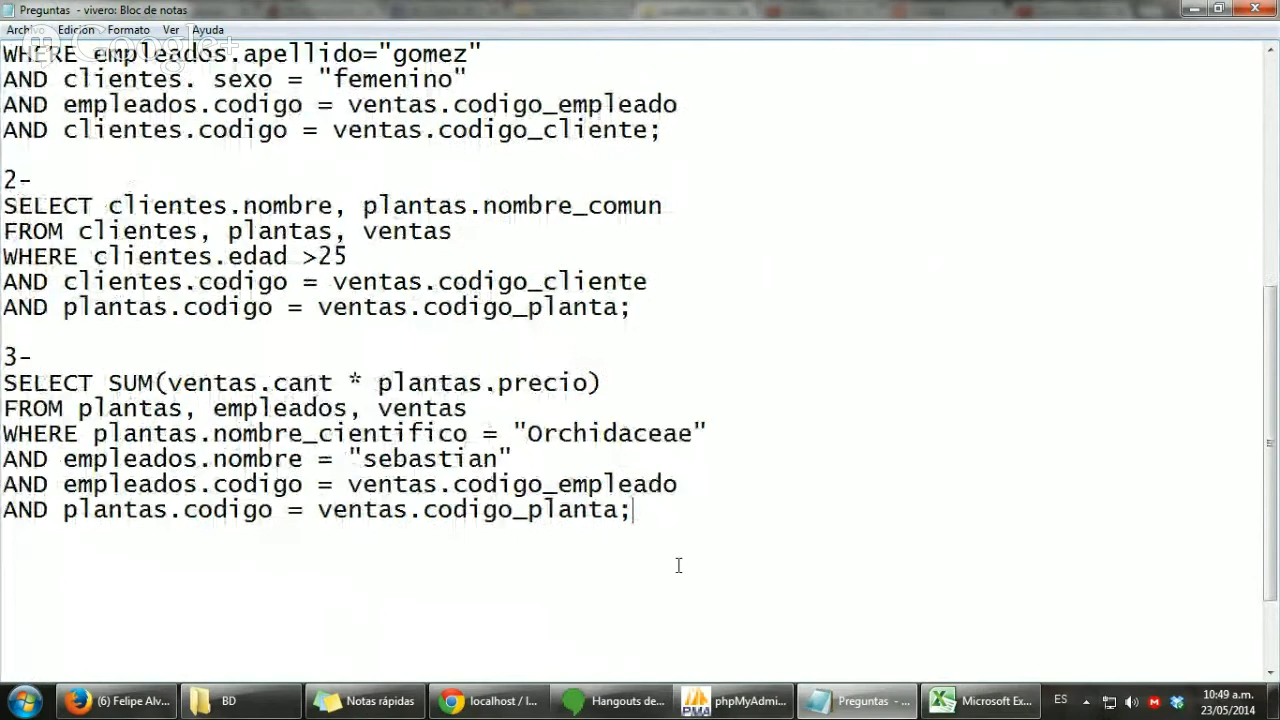 Preguntas - vivero: Bloc de notas
Archivo Edición Formato Ver Ayuda
Google+
WHERE empleados.apellido="gomez"
AND clientes. sexo = "femenino"
AND empleados.codigo = ventas.codigo_empleado
AND clientes.codigo = ventas.codigo_cliente;
2-
SELECT clientes.nombre, plantas.nombre_comun
FROM clientes, plantas, ventas
WHERE clientes.edad >25
AND clientes.codigo = ventas.codigo_cliente
AND plantas.codigo = ventas.codigo_planta;
3-
SELECT SUM(ventas.cant * plantas.precio)
FROM plantas, empleados, ventas
WHERE plantas.nombre_cientifico = "Orchidaceae"
AND empleados.nombre = "sebastian"
AND empleados.codigo = ventas.codigo_empleado
AND plantas.codigo = ventas.codigo_planta;
(6) Felipe Alv... BD Notas rápidas localhost / l... Hangouts de... PMA phpMyAdmi... Preguntas - ... Microsoft Ex... ES 10:49 a.m.
23/05/2014